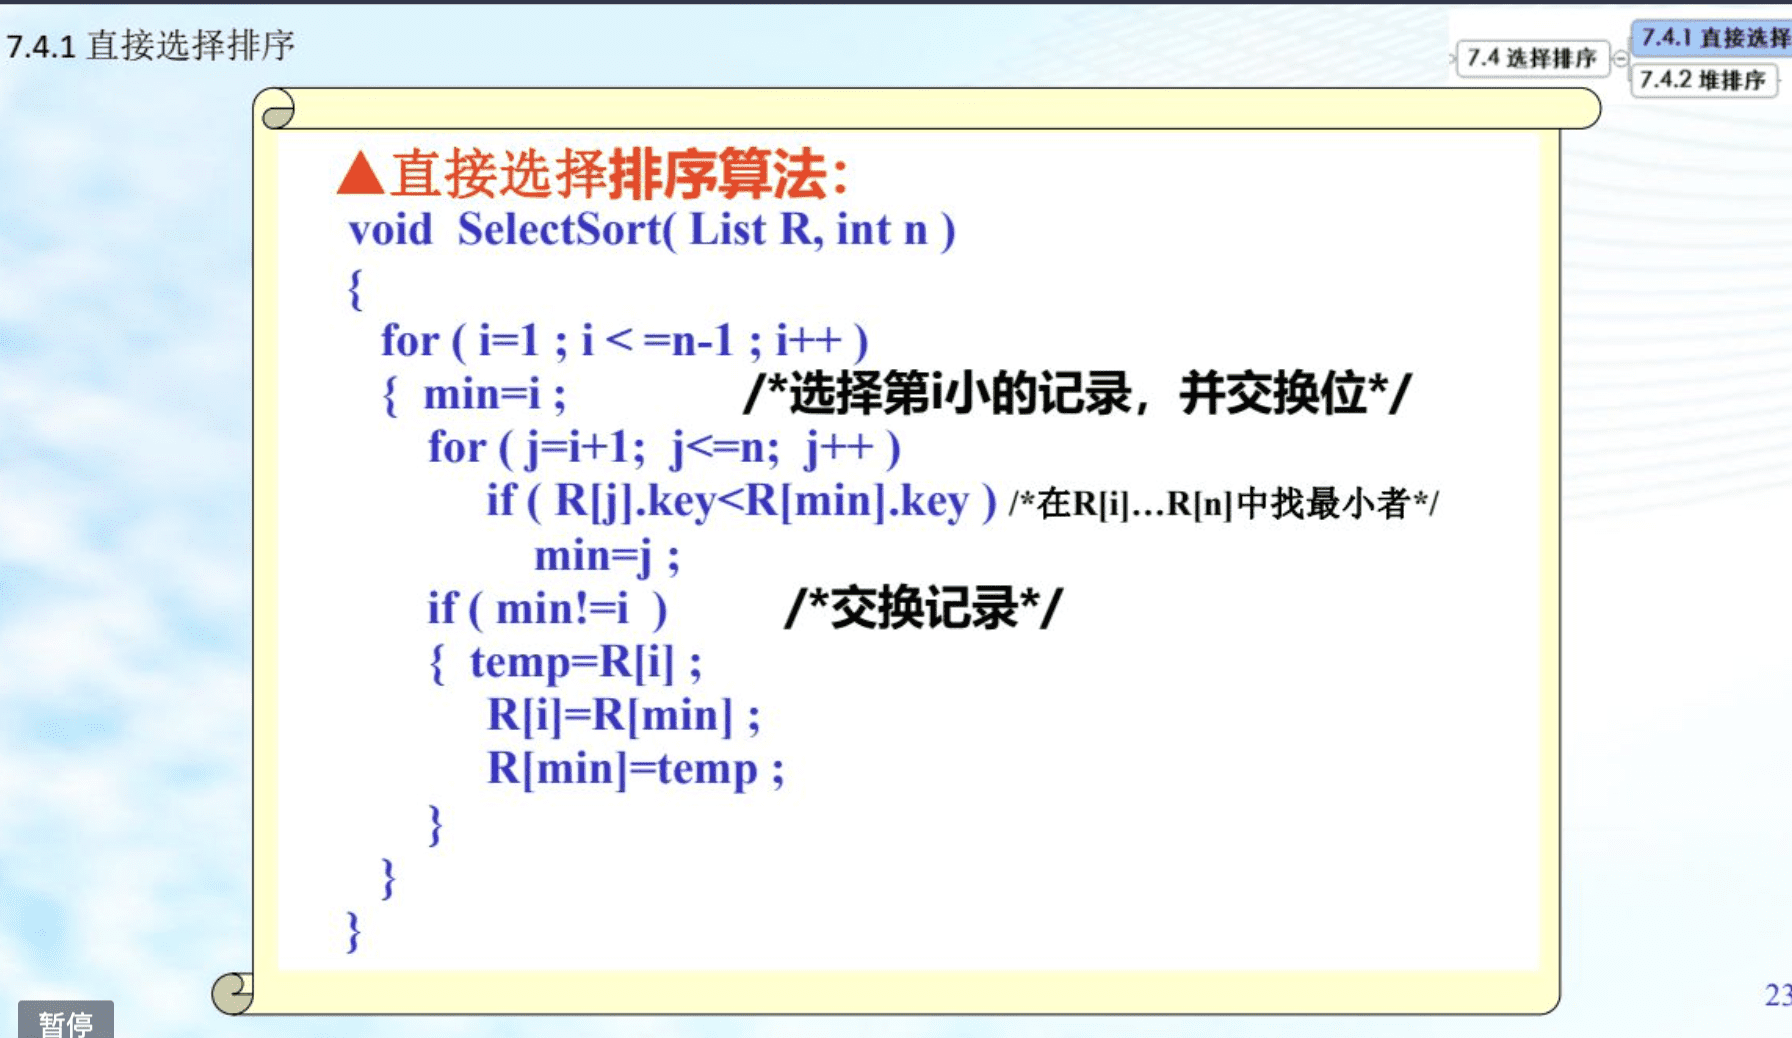 7.4.1 直接选择排序
7.4 选择排序
7.4.1 直接选择
7.4.2 堆排序
▲直接选择排序算法：
void SelectSort( List R, int n )
{
for ( i=1 ; i < =n-1 ; i++ )
{ min=i ; /*选择第i小的记录，并交换位*/
for ( j=i+1; j<=n; j++ )
if ( R[j].key<R[min].key ) /*在R[i]…R[n]中找最小者*/
min=j ;
if ( min!=i ) /*交换记录*/
{ temp=R[i] ;
R[i]=R[min] ;
R[min]=temp ;
}
}
}
23
暂停